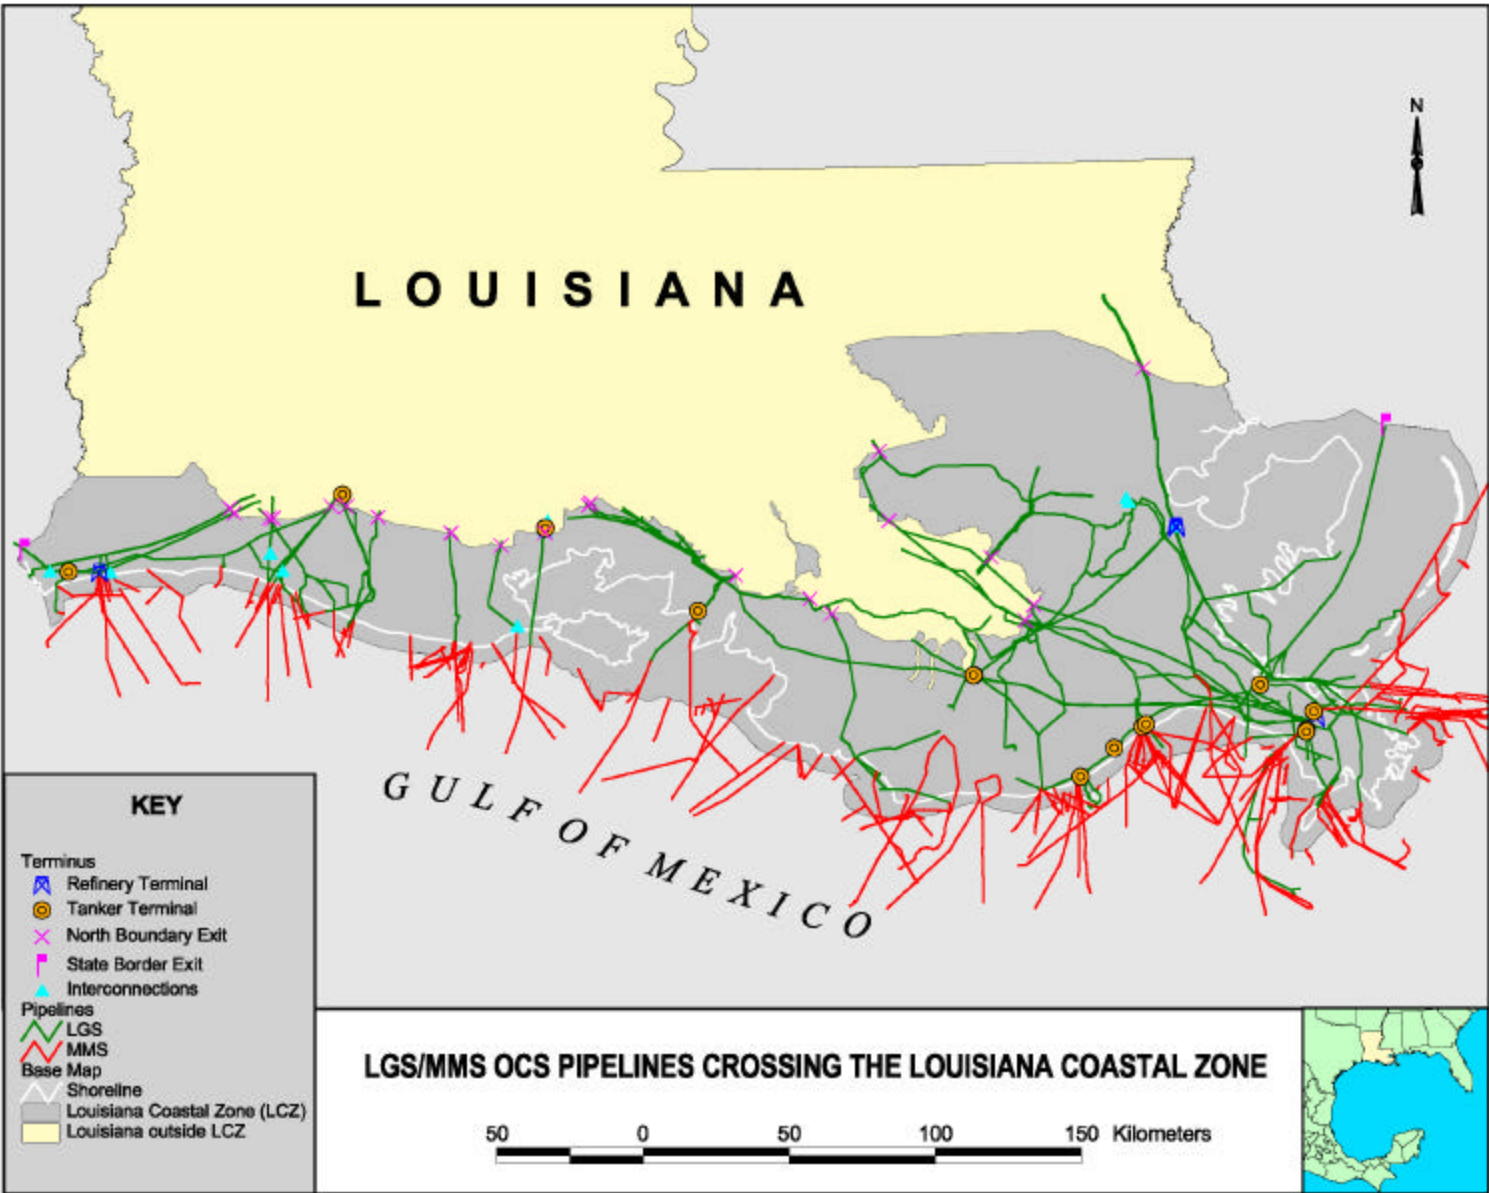 N
LOUISIANA
GULF OF MEXICO
KEY
Terminus
Refinery Terminal
Tanker Terminal
North Boundary Exit
State Border Exit
Interconnections
Pipelines
LGS
MMS
Base Map
Shoreline
Louisiana Coastal Zone (LCZ)
Louisiana outside LCZ
LGS/MMS OCS PIPELINES CROSSING THE LOUISIANA COASTAL ZONE
50 0 50 100 150 Kilometers